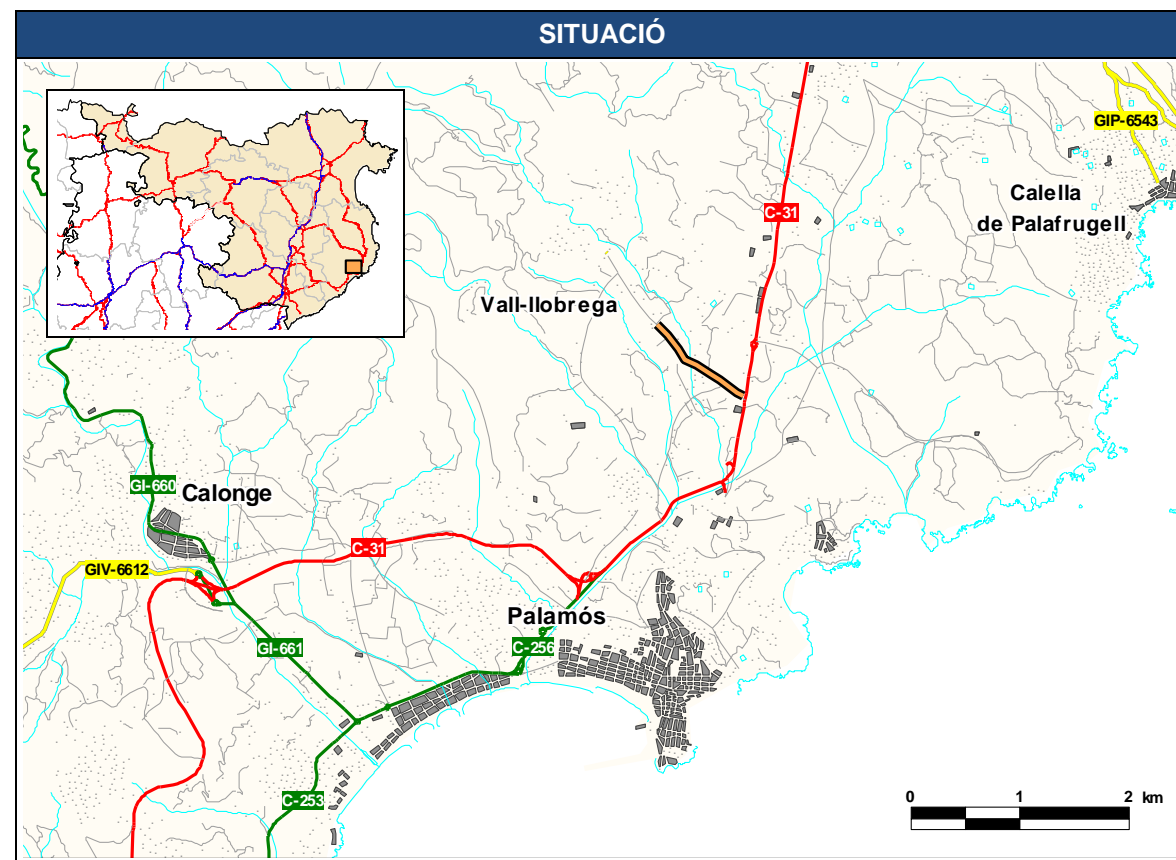 SITUACIÓ
GIP-6543
Calella
de Palafrugell
C-31
Vall-llobrega
GI-660
Calonge
C-31
GIV-6612
Palamós
GI-661
C-256
C-253
0 1 2 km